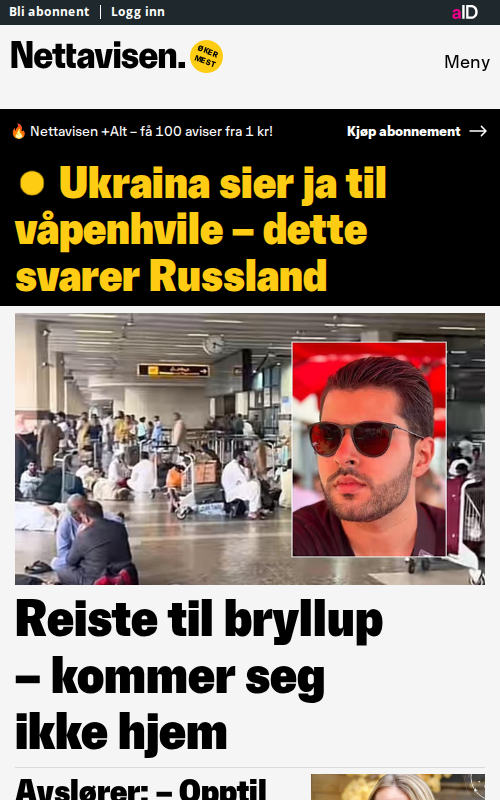 Bli abonnent | Logg inn
aID
Nettavisen.
ØKER
MEST
Meny
🔥 Nettavisen +Alt – få 100 aviser fra 1 kr!
Kjøp abonnement →
Ukraina sier ja til
våpenhvile – dette
svarer Russland
Reiste til bryllup
– kommer seg
ikke hjem
Avslører: – Opptil